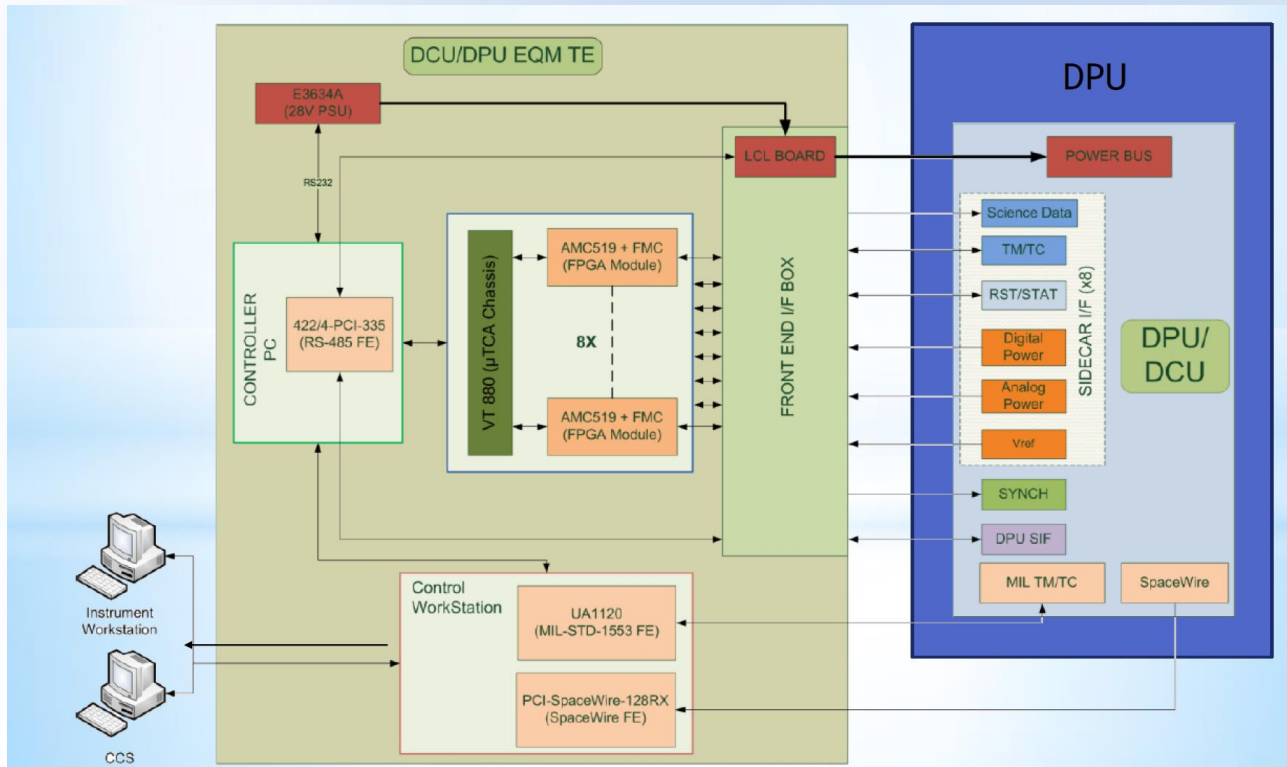 DCU/DPU EQM TE
DPU
E3634A
(28V PSU)
LCL BOARD
POWER BUS
RS232
CONTROLLER
PC
422/4-PCI-335
(RS-485 FE)
VT 880 (µTCA Chassis)
AMC519 + FMC
(FPGA Module)
8X
AMC519 + FMC
(FPGA Module)
FRONT END I/F BOX
Science Data
TM/TC
RST/STAT
Digital
Power
Analog
Power
Vref
SIDECAR I/F (x8)
DPU/
DCU
SYNCH
DPU SIF
MIL TM/TC
SpaceWire
Control
WorkStation
UA1120
(MIL-STD-1553 FE)
PCI-SpaceWire-128RX
(SpaceWire FE)
Instrument
Workstation
CCS